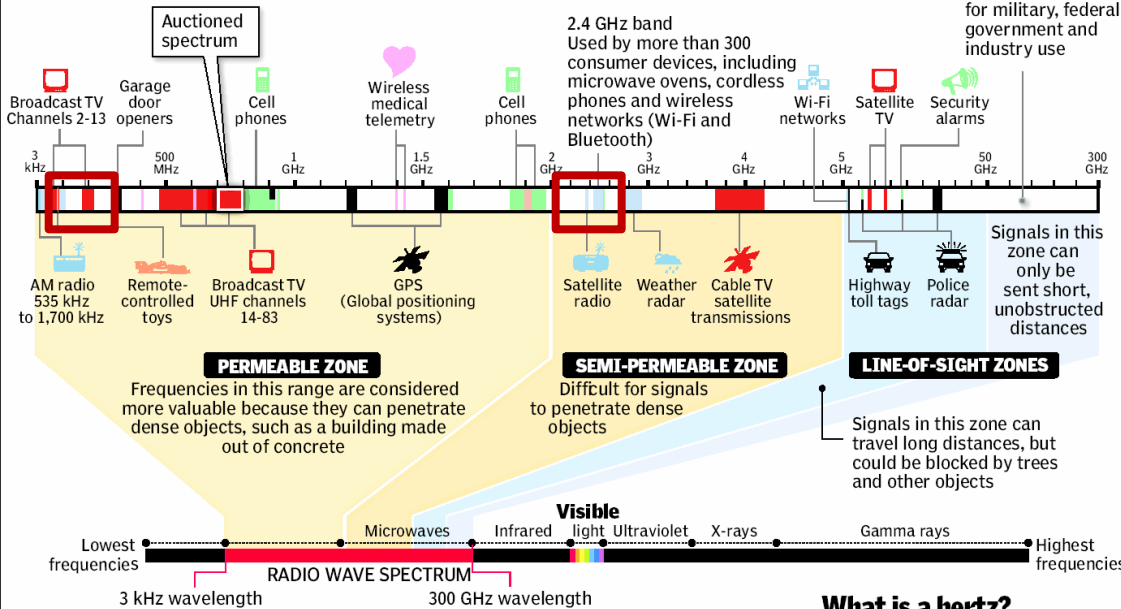 for military, federal
government and
industry use
Auctioned
spectrum
2.4 GHz band
Used by more than 300
consumer devices, including
microwave ovens, cordless
phones and wireless
networks (Wi-Fi and
Bluetooth)
Broadcast TV
Channels 2-13
Garage
door
openers
Cell
phones
Wireless
medical
telemetry
Cell
phones
Wi-Fi
networks
Satellite
TV
Security
alarms
3
kHz
500
MHz
1
GHz
1.5
GHz
2
GHz
3
GHz
4
GHz
5
GHz
50
GHz
300
GHz
AM radio
535 kHz
to 1,700 kHz
Remote-
controlled
toys
Broadcast TV
UHF channels
14-83
GPS
(Global positioning
systems)
Satellite
radio
Weather
radar
Cable TV
satellite
transmissions
Highway
toll tags
Police
radar
Signals in this
zone can
only be
sent short,
unobstructed
distances
PERMEABLE ZONE
Frequencies in this range are considered
more valuable because they can penetrate
dense objects, such as a building made
out of concrete
SEMI-PERMEABLE ZONE
Difficult for signals
to penetrate dense
objects
LINE-OF-SIGHT ZONES
Signals in this zone can
travel long distances, but
could be blocked by trees
and other objects
Lowest
frequencies
Microwaves
Infrared
Visible
light
Ultraviolet
X-rays
Gamma rays
Highest
frequencies
RADIO WAVE SPECTRUM
3 kHz wavelength
300 GHz wavelength
What is a hertz?